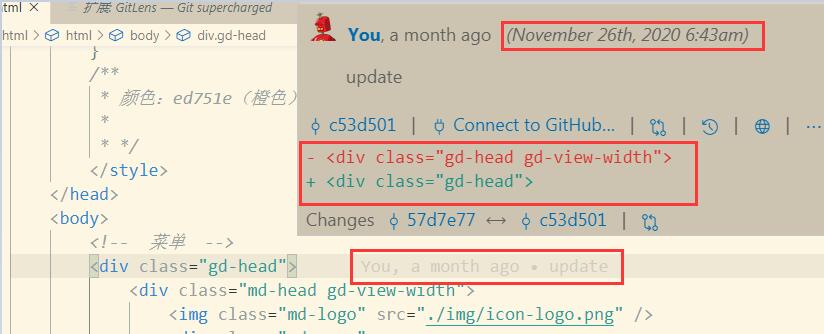 html
扩展: GitLens — Git supercharged
html > html > body > div.gd-head
}
/**
* 颜色：ed751e（橙色）
*
* */
</style>
</head>
<body>
<!-- 菜单 -->
<div class="gd-head">
You, a month ago • update
<div class="md-head gd-view-width">
<img class="md-logo" src="./img/icon-logo.png" />
You, a month ago (November 26th, 2020 6:43am)
update
c53d501 | Connect to GitHub... | | | | ...
- <div class="gd-head gd-view-width">
+ <div class="gd-head">
Changes 57d7e77 ↔ c53d501 |